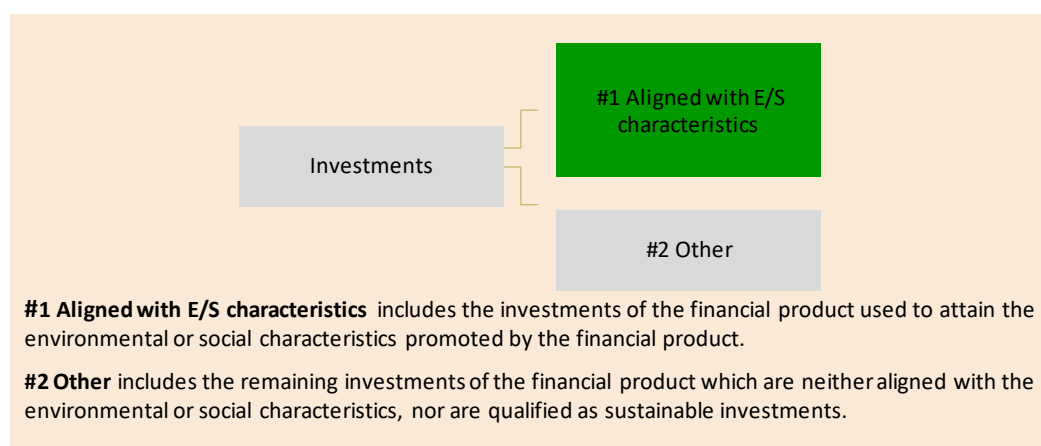 #1 Aligned with E/S
characteristics
Investments
#2 Other
#1 Aligned with E/S characteristics includes the investments of the financial product used to attain the
environmental or social characteristics promoted by the financial product.
#2 Other includes the remaining investments of the financial product which are neither aligned with the
environmental or social characteristics, nor are qualified as sustainable investments.